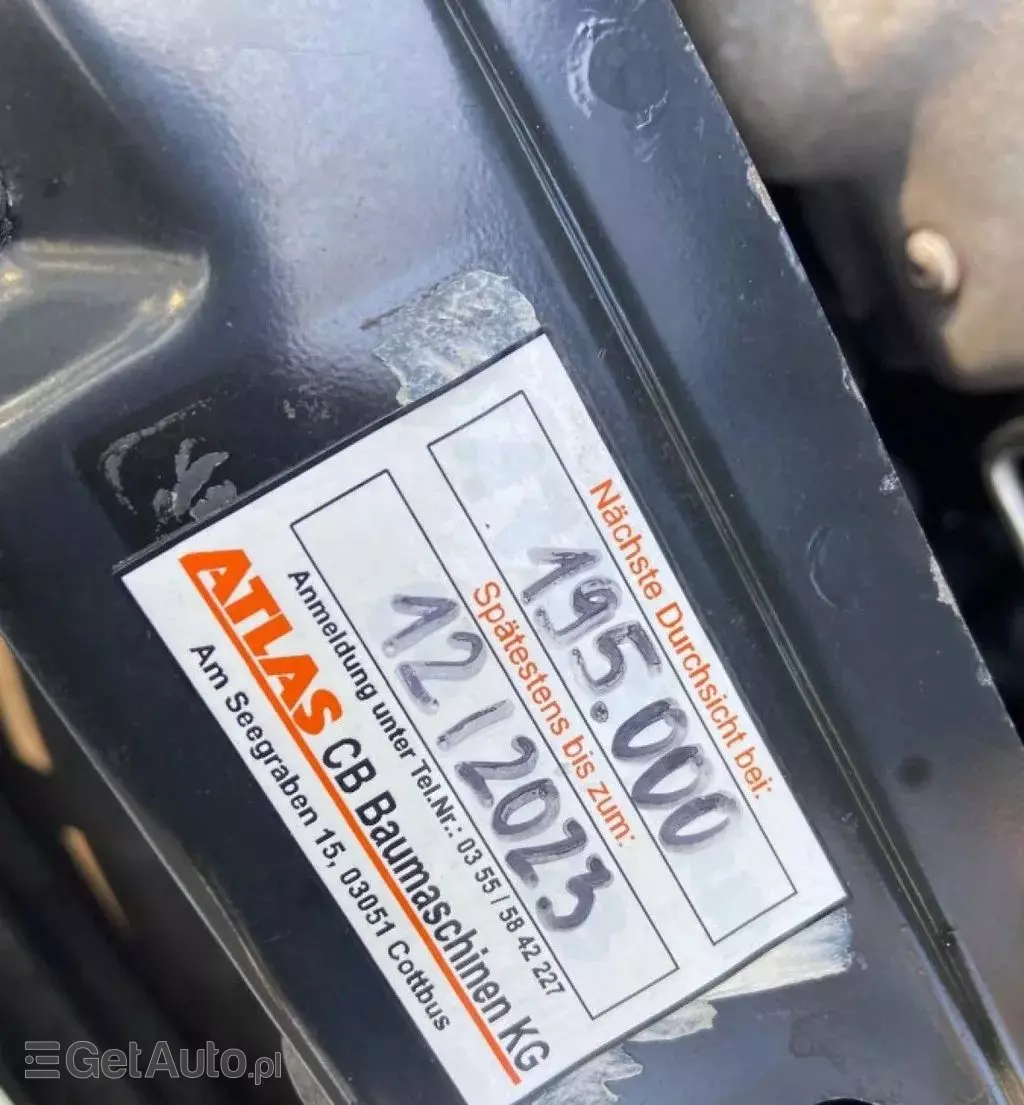 Nächste Durchsicht bei:
195.000
Spätestens bis zum:
12./2023
Anmeldung unter Tel.Nr.: 03 55 / 58 42 227
ATLAS CB Baumaschinen KG
Am Seegraben 15, 03051 Cottbus
GetAuto.pl